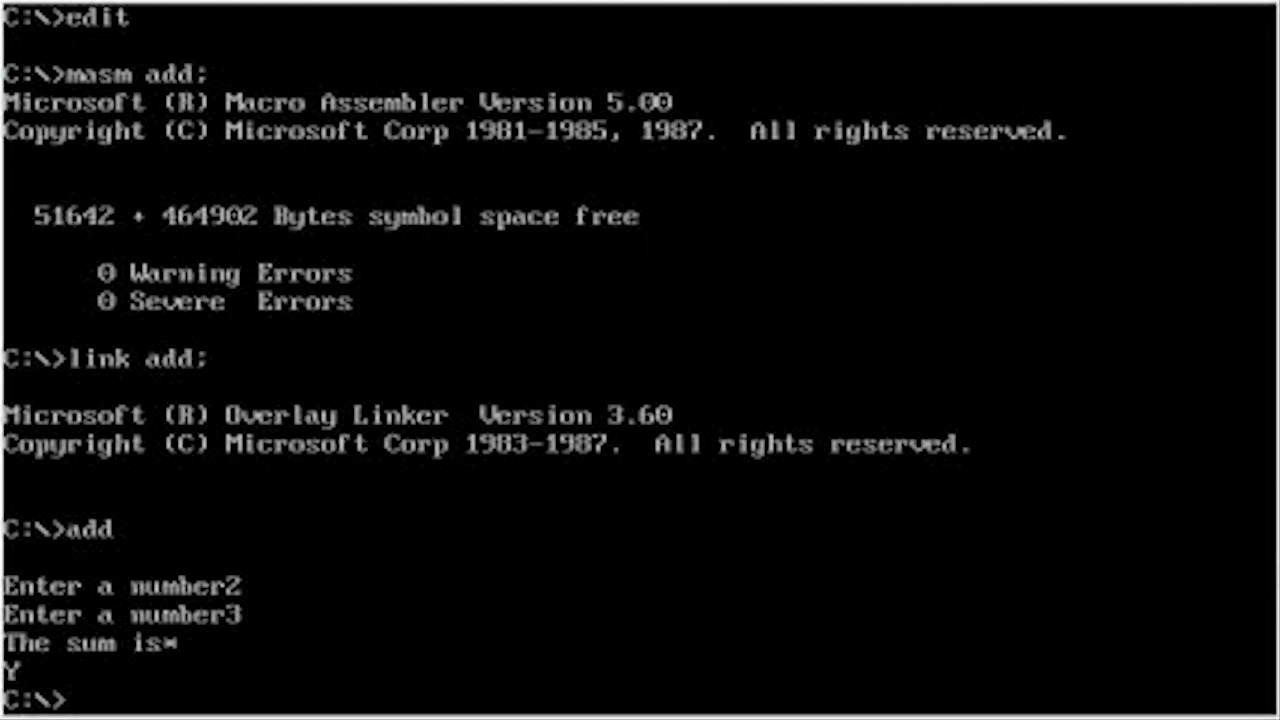 C:\>edit
C:\>masm add;
Microsoft (R) Macro Assembler Version 5.00
Copyright (C) Microsoft Corp 1981-1985, 1987.  All rights reserved.
51642 + 464902 Bytes symbol space free
0 Warning Errors
0 Severe  Errors
C:\>link add;
Microsoft (R) Overlay Linker  Version 3.60
Copyright (C) Microsoft Corp 1983-1987.  All rights reserved.
C:\>add
Enter a number2
Enter a number3
The sum is*
Y
C:\>